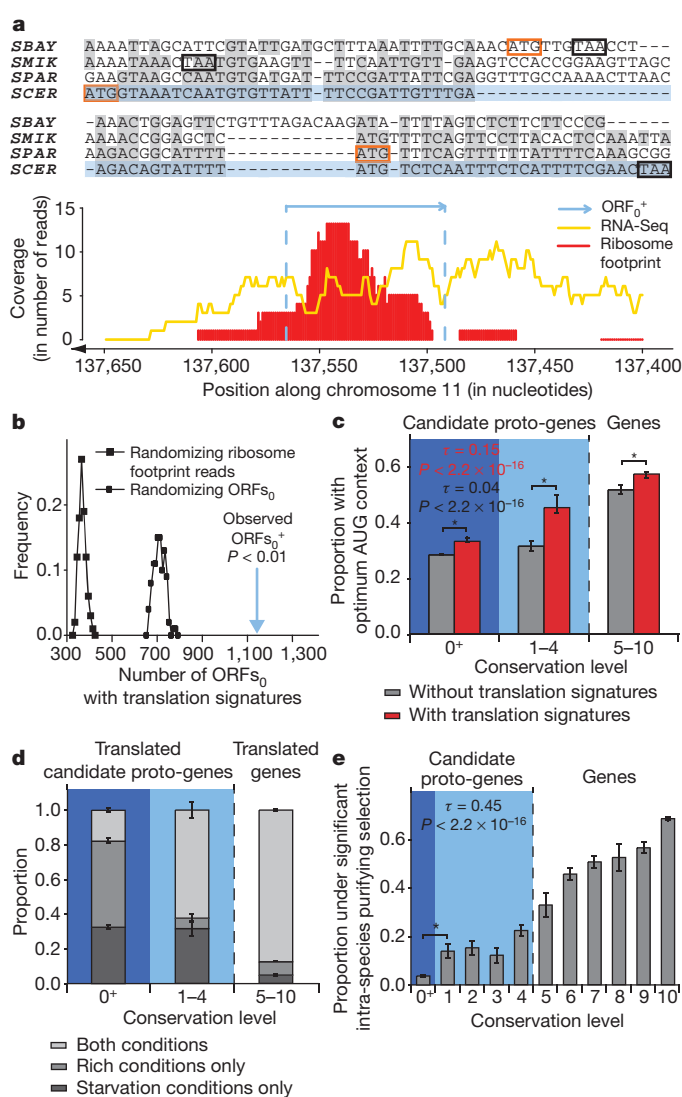 a
SBAY AAAATTAGCATTCGTATTGATGCTTTAAATTTTGCAAACATGTTGTAACCT---
SMIK AAAATAAACTAATGTGAAGTT---TTCAATTGTT-GAAGTCCACCGGAAGTTAGC
SPAR GAAGTAAGCCAATGTGATGAT-TTCCGATTATTCGAGGTTTGCCAAAACTTAAC
SCER ATGGTAAATCAATGTGTTATT-TTCCGATTGTTTGA
SBAY -AAACTGGAGTTCTGTTTAGACAAGATA-TTTTAGTCTCTTCTTCCCG-
SMIK AAAACCGGAGCTC------------ATGTTTTCAGTTCCTTACACTCCAAATTA
SPAR AAGACGGCATTTT------------ATG-TTTTCAGTTTTTTATTTTCAAAGCGG
SCER -AGACAGTATTTT------------ATG-TCTCAATTTCTCATTTTCGAACTAA
15
10
5
0
Coverage
(in number of reads)
ORF0+
RNA-Seq
Ribosome
footprint
137,650 137,600 137,550 137,500 137,450 137,400
Position along chromosome 11 (in nucleotides)
b
Randomizing ribosome
footprint reads
Randomizing ORFs0
Observed
ORFs0+
P < 0.01
Frequency
0.2
0.1
0.0
300 500 700 900 1,100 1,300
Number of ORFs0
with translation signatures
c
Candidate proto-genes Genes
τ = 0.15
P < 2.2 × 10−16
τ = 0.04
P < 2.2 × 10−16
* * *
Proportion with
optimum AUG context
0.6
0.4
0.2
0.0
0+ 1–4 5–10
Conservation level
Without translation signatures
With translation signatures
d
Translated
candidate proto-genes
Translated
genes
Proportion
1.0
0.8
0.6
0.4
0.2
0.0
0+ 1–4 5–10
Conservation level
Both conditions
Rich conditions only
Starvation conditions only
e
Candidate
proto-genes
Genes
τ = 0.45
P < 2.2 × 10−16
*
Proportion under significant
intra-species purifying selection
0.6
0.4
0.2
0.0
0+ 1 2 3 4 5 6 7 8 9 10
Conservation level